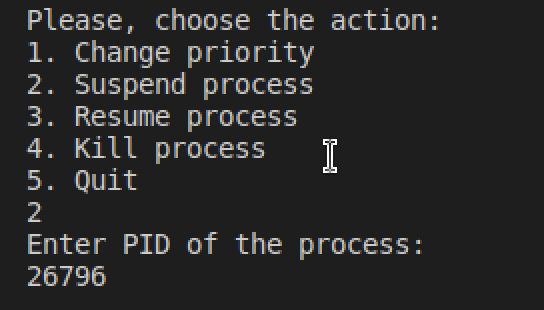 Please, choose the action:
1. Change priority
2. Suspend process
3. Resume process
4. Kill process
5. Quit
2
Enter PID of the process:
26796